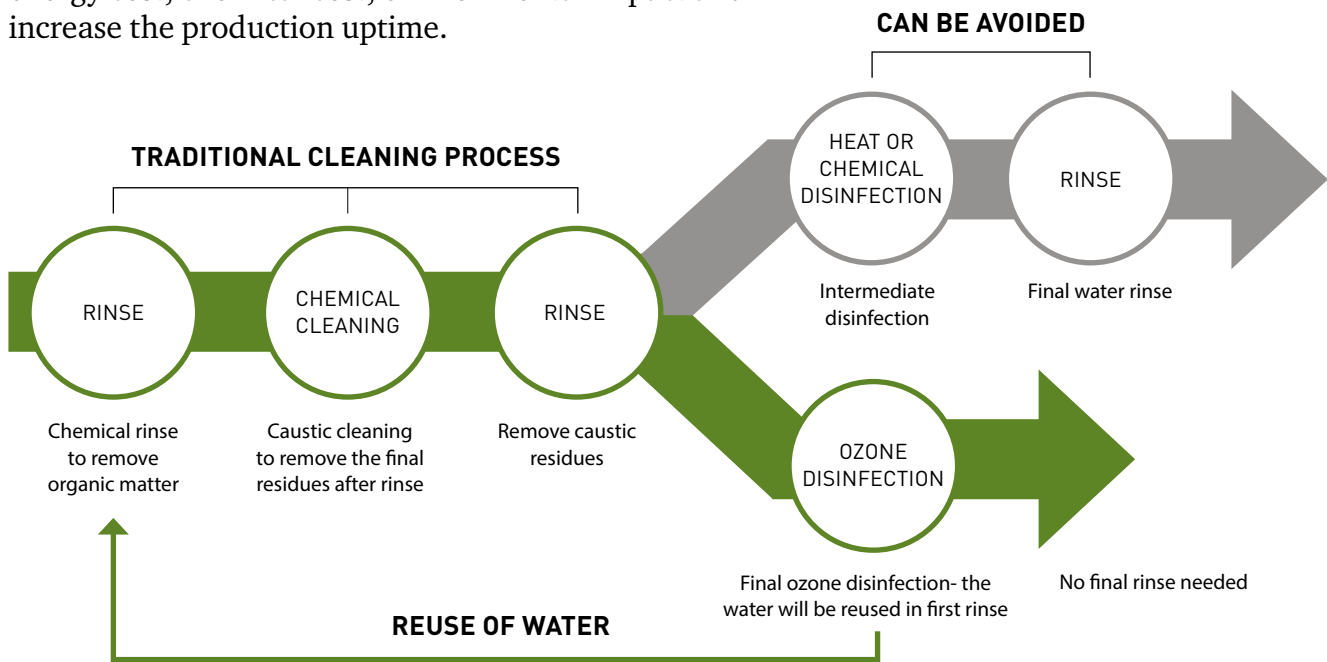 increase the production uptime.
CAN BE AVOIDED
TRADITIONAL CLEANING PROCESS
HEAT OR
CHEMICAL
DISINFECTION
RINSE
Intermediate
disinfection
Final water rinse
RINSE
CHEMICAL
CLEANING
RINSE
Chemical rinse
to remove
organic matter
Caustic cleaning
to remove the final
residues after rinse
Remove caustic
residues
OZONE
DISINFECTION
Final ozone disinfection- the
water will be reused in first rinse
No final rinse needed
REUSE OF WATER